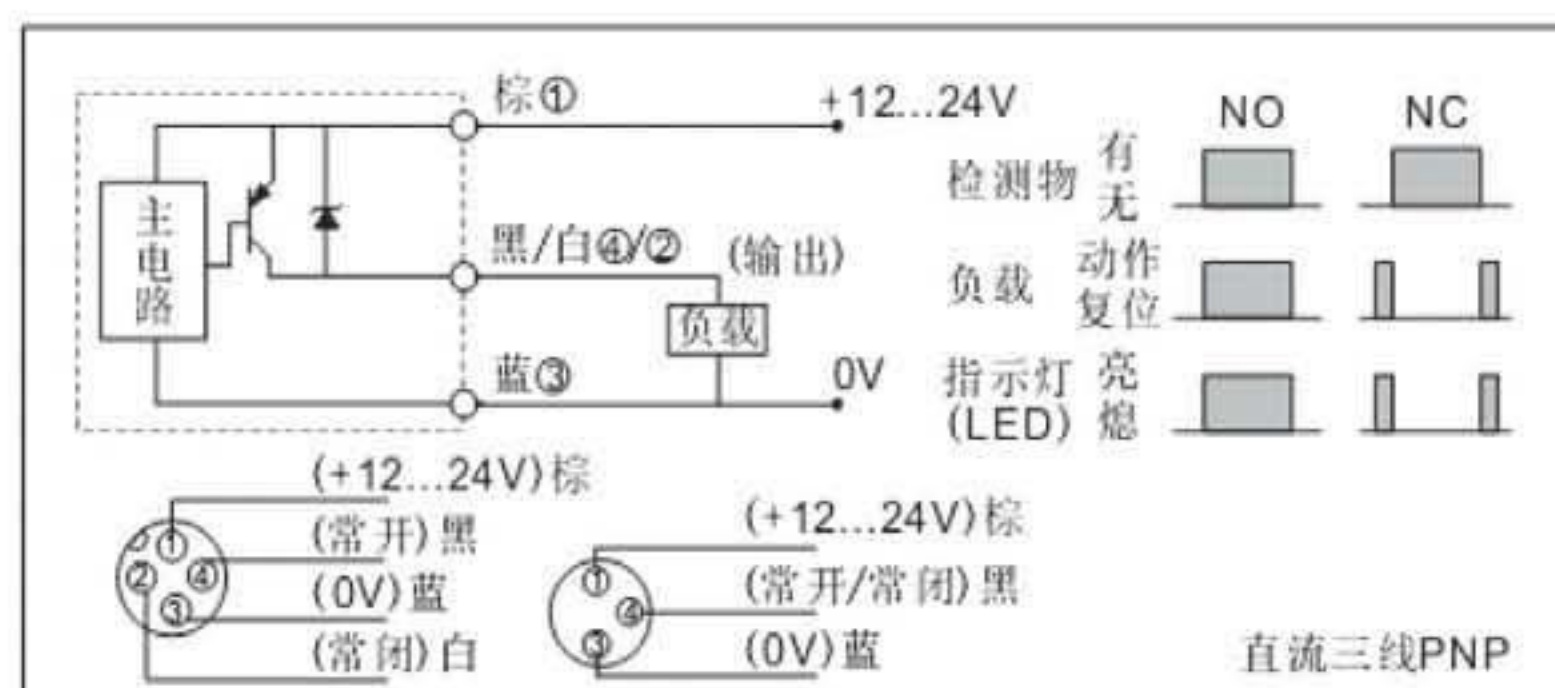 棕①
+12...24V
主电路
黑/白④/②
(输出)
负载
蓝③
0V
NO NC
检测物 有
无
负载 动作
复位
指示灯 亮
(LED) 熄
(+12...24V)棕
(常开)黑
(0V)蓝
(常闭)白
① ② ④ ③
(+12...24V)棕
(常开/常闭)黑
(0V)蓝
① ④ ③
直流三线PNP